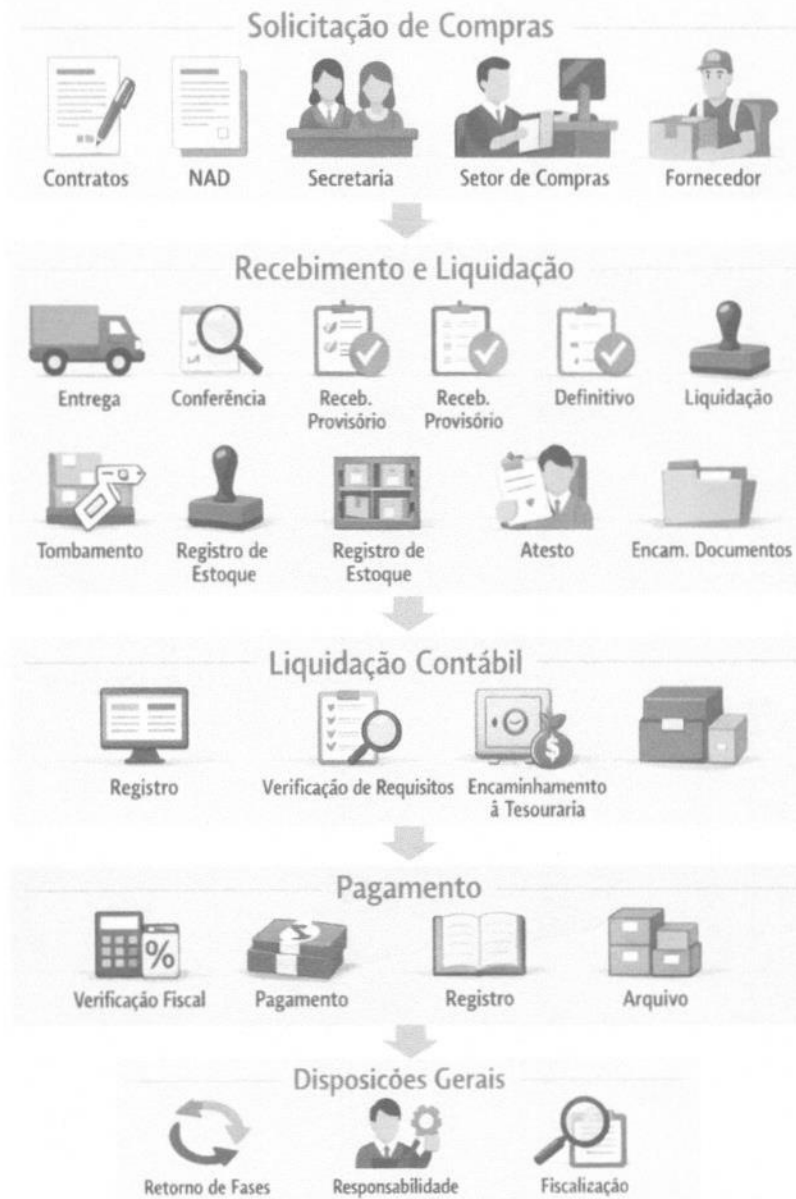 Solicitação de Compras
Contratos
NAD
Secretaria
Setor de Compras
Fornecedor
Recebimento e Liquidação
Entrega
Conferência
Receb.
Provisório
Receb.
Provisório
Definitivo
Liquidação
Tombamento
Registro de
Estoque
Registro de
Estoque
Atesto
Encam. Documentos
Liquidação Contábil
Registro
Verificação de Requisitos
Encaminhamento
á Tesouraria
Pagamento
%
Verificação Fiscal
Pagamento
Registro
Arquivo
Disposicões Gerais
Retorno de Fases
Responsabilidade
Fiscalização